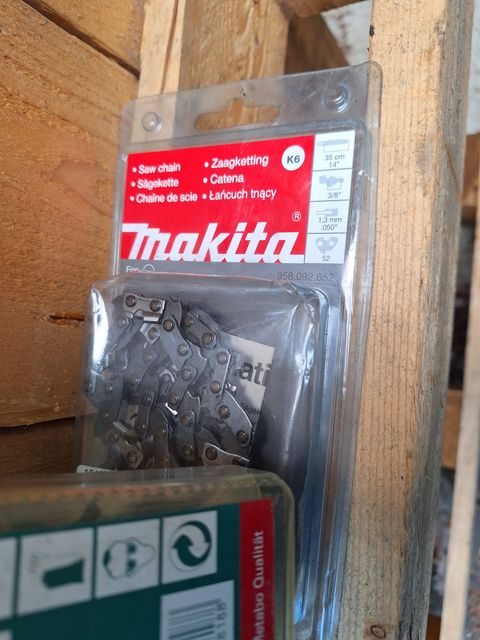 • Saw chain
• Sägekette
• Chaîne de scie
• Zaagketting
• Catena
• Łańcuch tnący
K6
35 cm
14"
3/8"
1,3 mm
.050"
52
makita®
958.092.652
Metabo Qualität